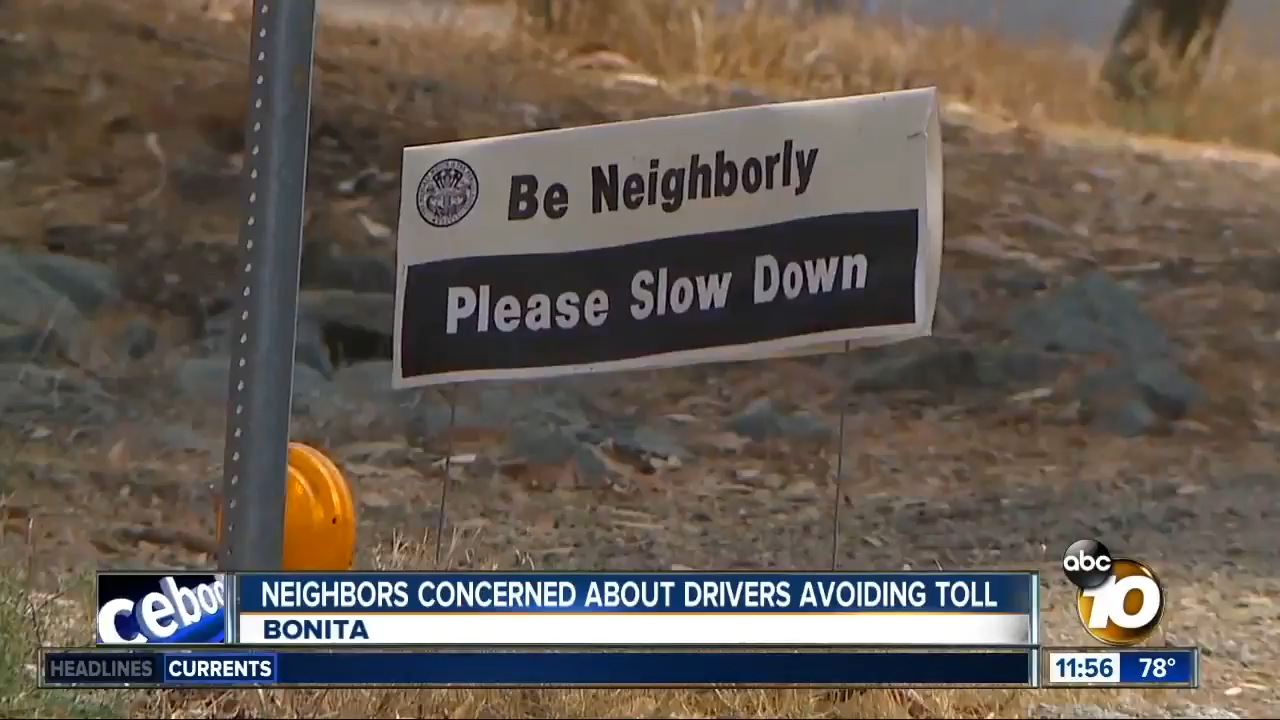 Be Neighborly
Please Slow Down
NEIGHBORS CONCERNED ABOUT DRIVERS AVOIDING TOLL
BONITA
HEADLINES CURRENTS
abc
10
11:56 78°